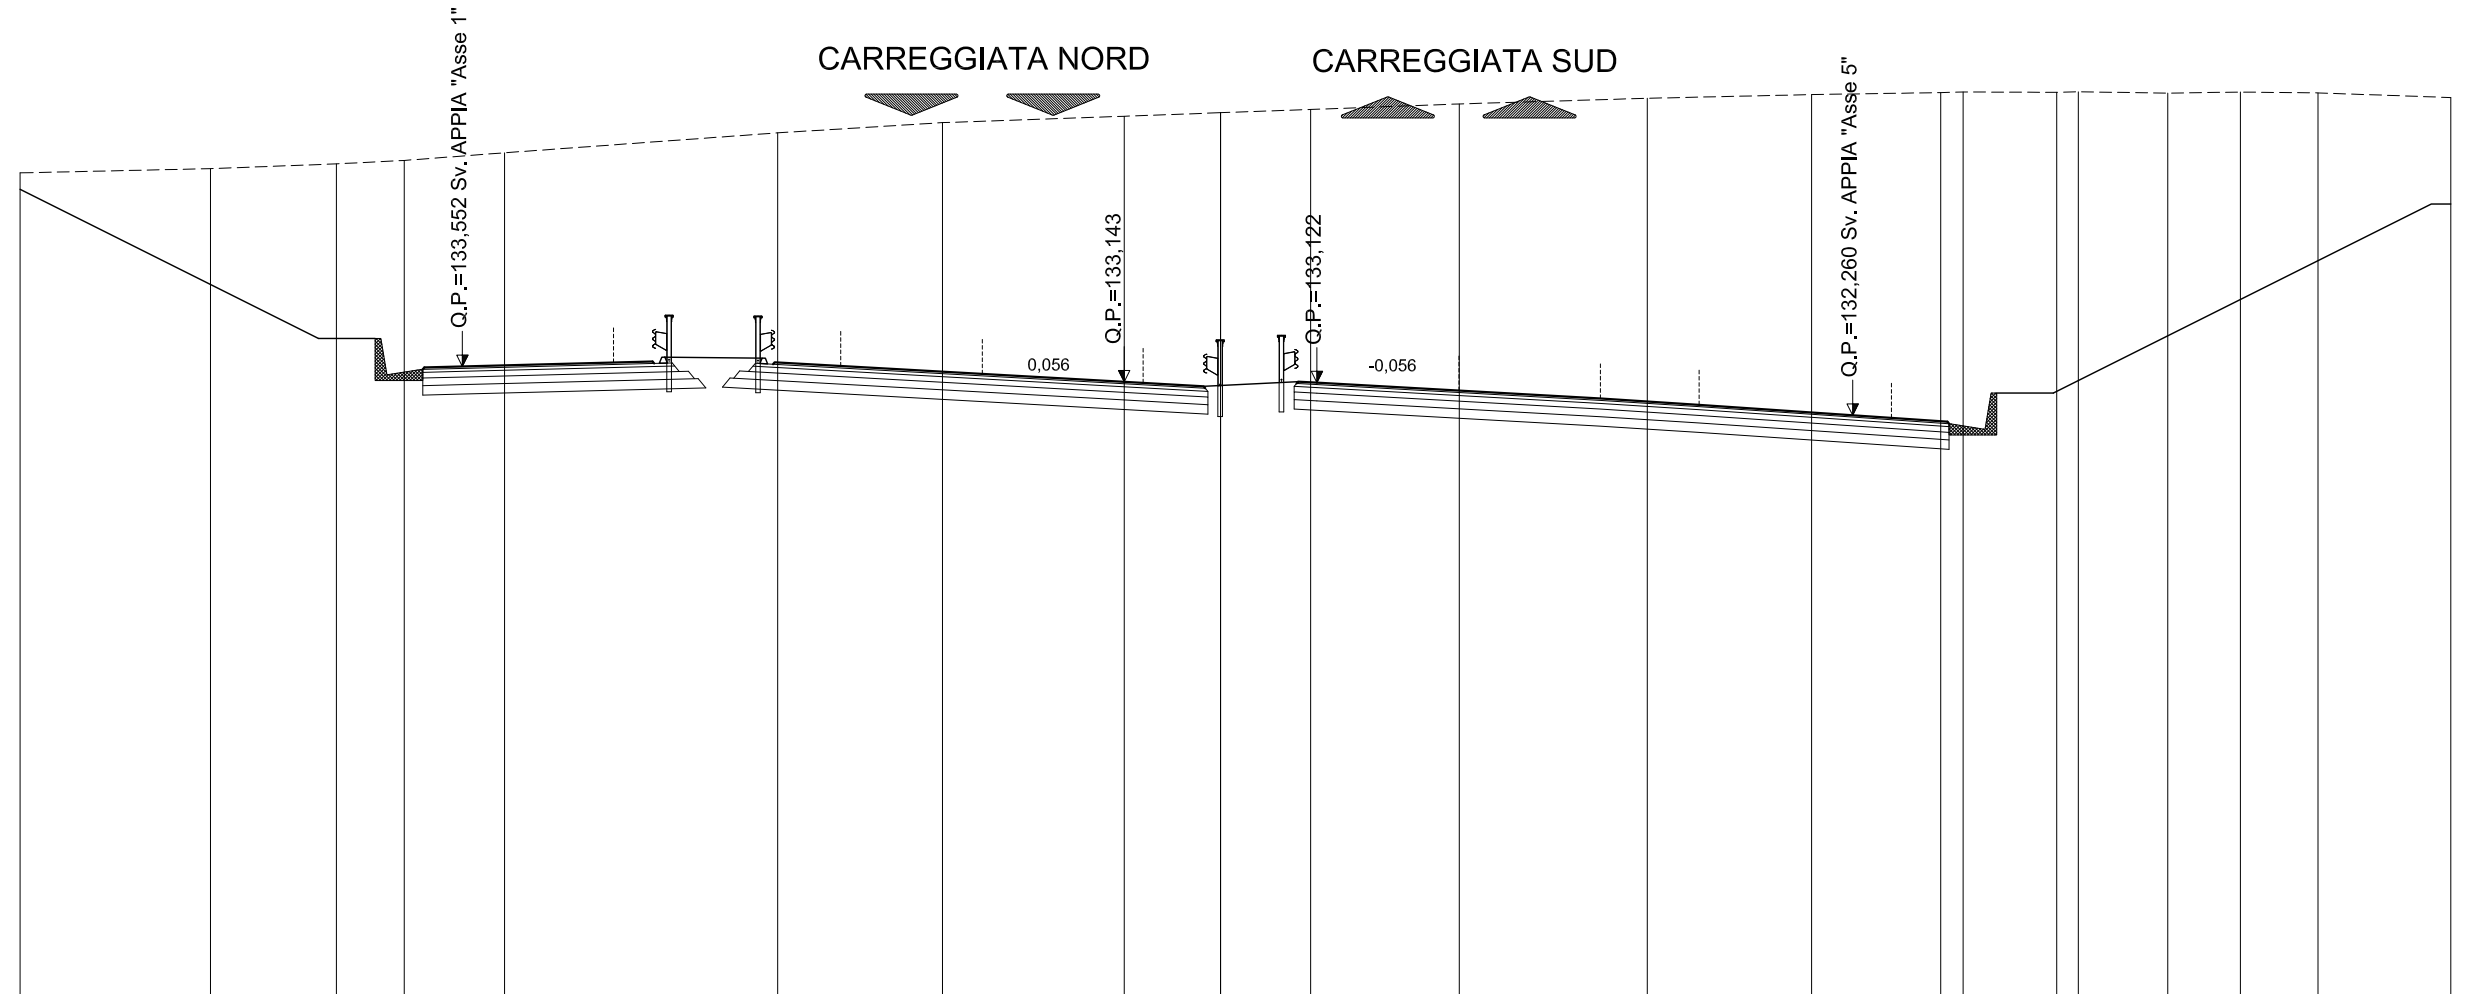 CARREGGIATA NORD
CARREGGIATA SUD
Q.P.=133,552 Sv. APPIA "Asse 1"
Q.P.=133,143
Q.P.=133,122
Q.P.=132,260 Sv. APPIA "Asse 5"
0,056
-0,056